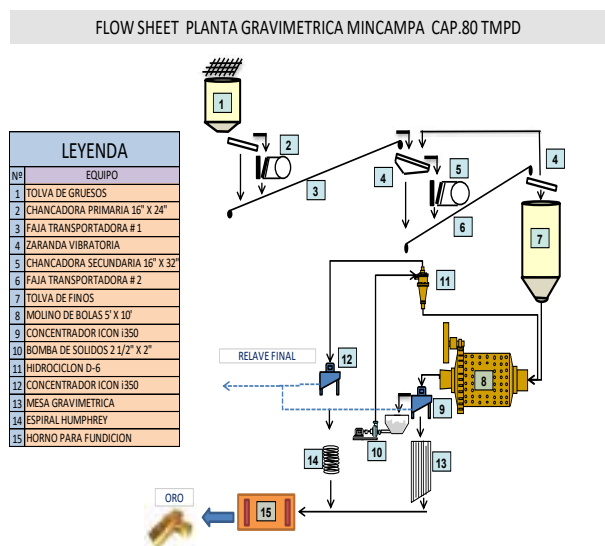 FLOW SHEET PLANTA GRAVIMETRICA MINCAMPA CAP.80 TMPD
LEYENDA
Nº EQUIPO
1 TOLVA DE GRUESOS
2 CHANCADORA PRIMARIA 16" X 24"
3 FAJA TRANSPORTADORA # 1
4 ZARANDA VIBRATORIA
5 CHANCADORA SECUNDARIA 16" X 32"
6 FAJA TRANSPORTADORA # 2
7 TOLVA DE FINOS
8 MOLINO DE BOLAS 5' X 10'
9 CONCENTRADOR ICON i350
10 BOMBA DE SOLIDOS 2 1/2" X 2"
11 HIDROCICLON D-6
12 CONCENTRADOR ICON i350
13 MESA GRAVIMETRICA
14 ESPIRAL HUMPHREY
15 HORNO PARA FUNDICION
1
2
3
4
5
4
6
7
11
RELAVE FINAL
12
8
9
10
14
13
ORO
15